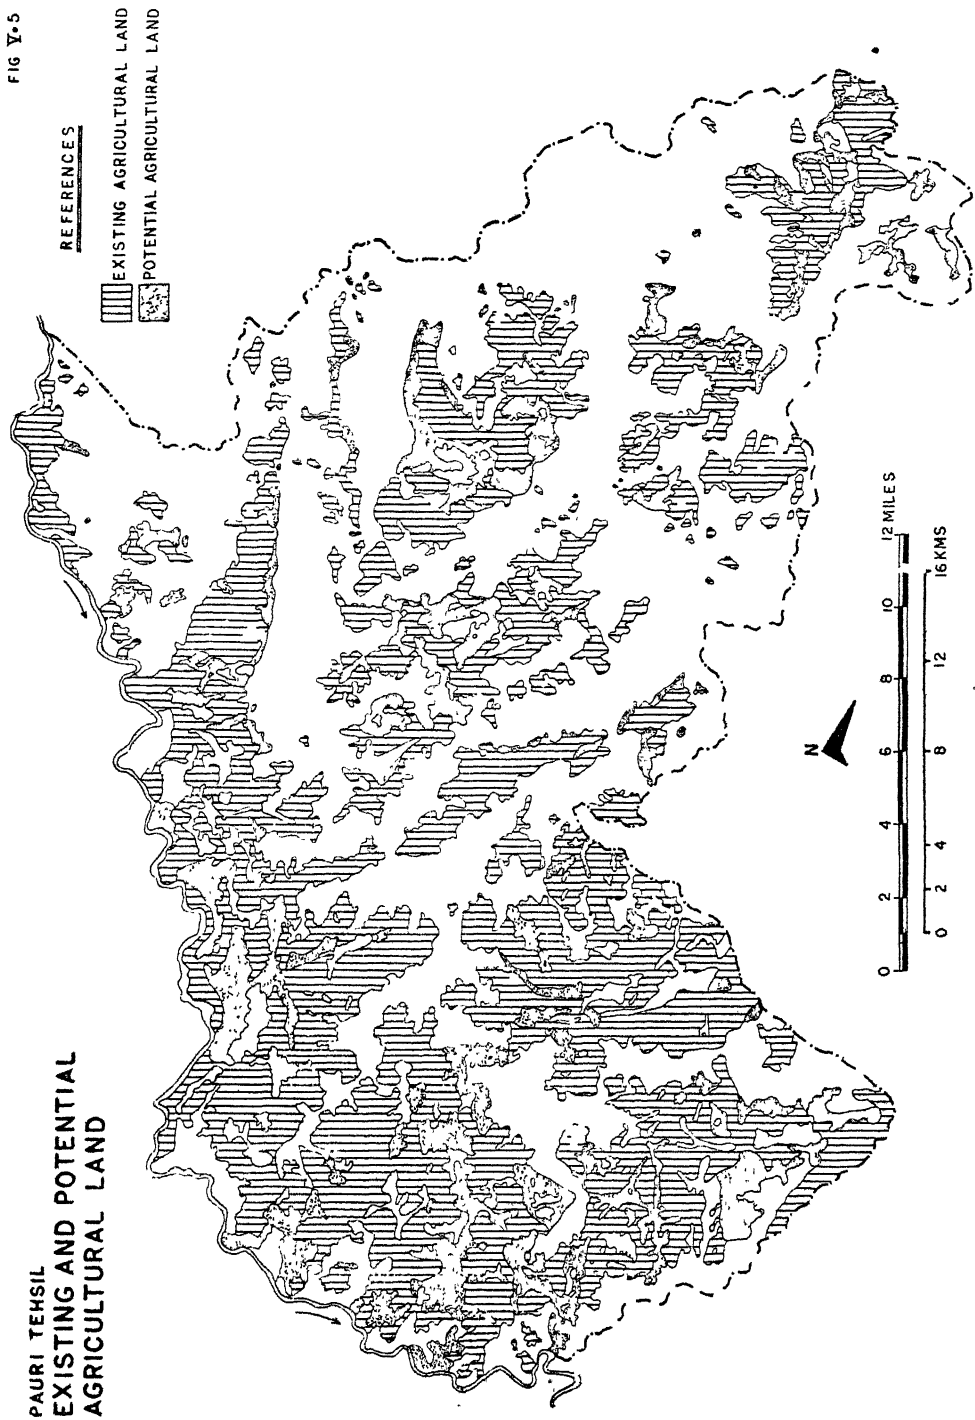 FIG V.5
PAURI TEHSIL
EXISTING AND POTENTIAL
AGRICULTURAL LAND
REFERENCES
EXISTING AGRICULTURAL LAND
POTENTIAL AGRICULTURAL LAND
N
0 2 4 6 8 10 12 MILES
0 2 4 8 12 16 KMS